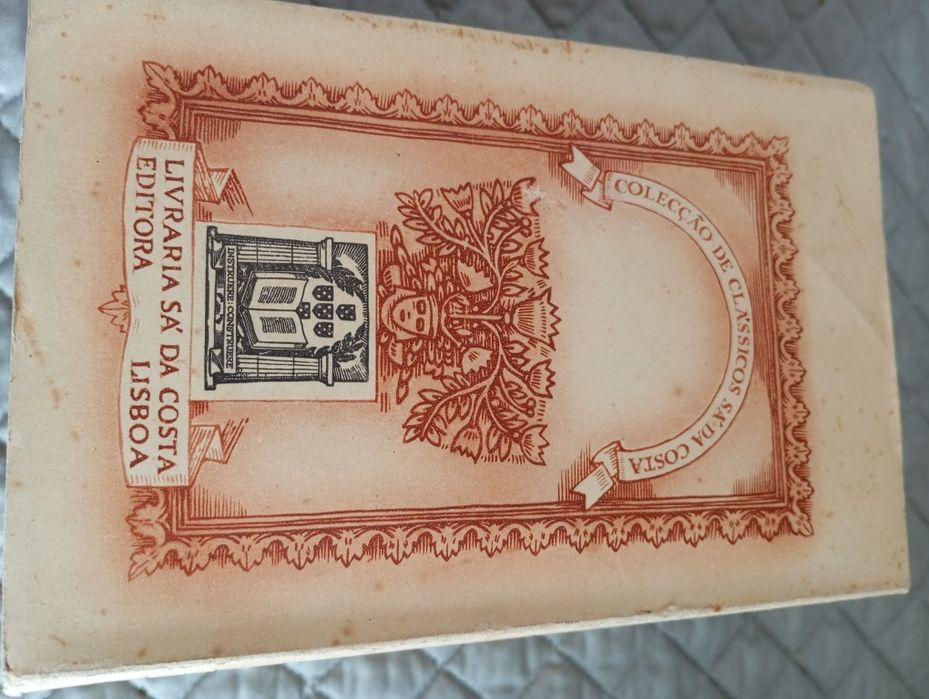 COLECÇÃO DE CLÁSSICOS SÁ DA COSTA
INSTRUERE : CONSTRUERE
LIVRARIA SÁ DA COSTA
EDITORA LISBOA